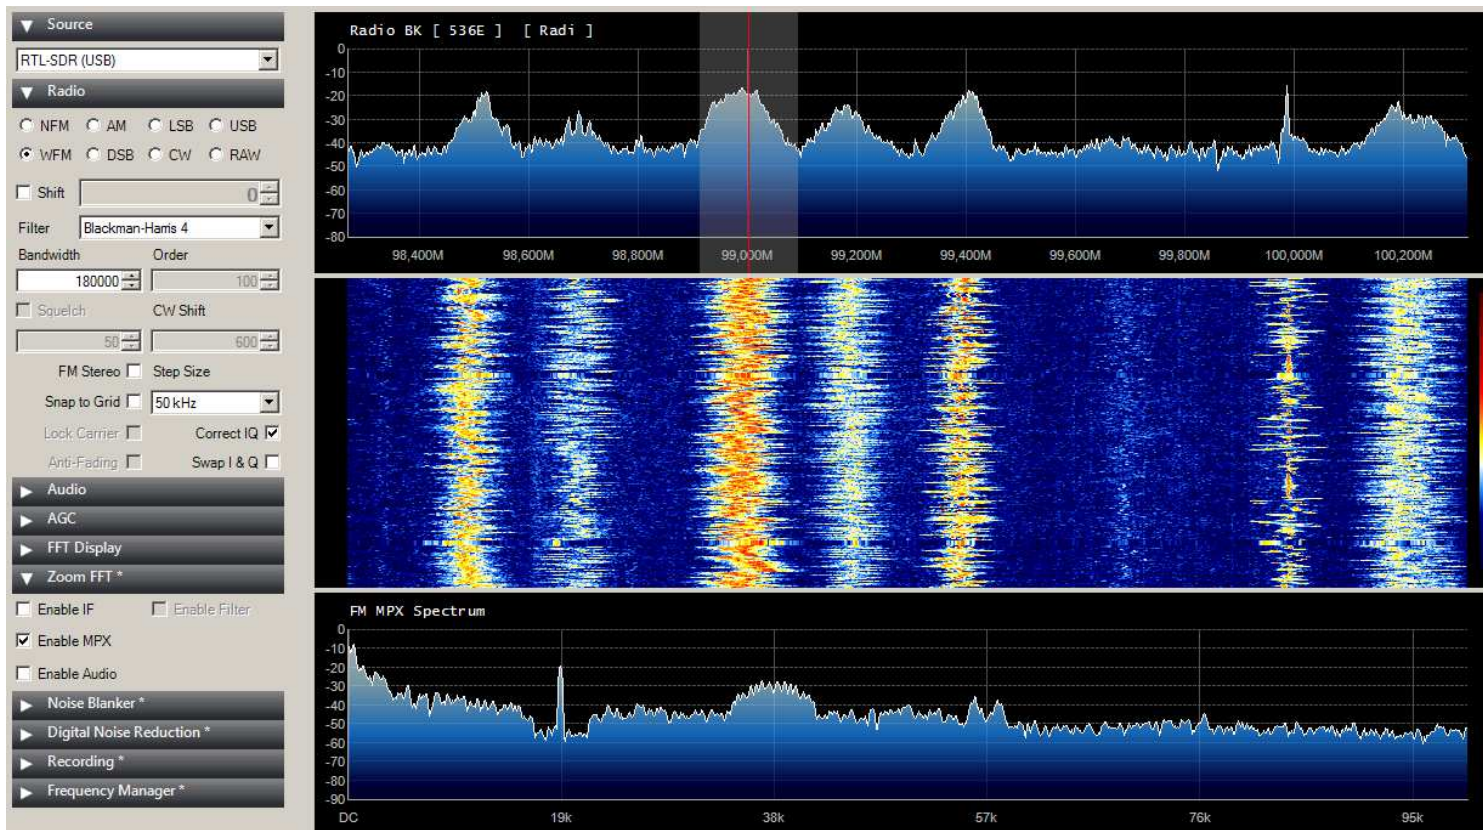 Source
RTL-SDR (USB)
Radio
NFM AM LSB USB
WFM DSB CW RAW
Shift 0
Filter Blackman-Harris 4
Bandwidth Order
180000 100
Squelch CW Shift
50 600
FM Stereo Step Size
Snap to Grid 50 kHz
Lock Carrier Correct IQ
Anti-Fading Swap I & Q
Audio
AGC
FFT Display
Zoom FFT *
Enable IF Enable Filter
Enable MPX
Enable Audio
Noise Blanker *
Digital Noise Reduction *
Recording *
Frequency Manager *
Radio BK [ 536E ] [ Radi ]
0
-10
-20
-30
-40
-50
-60
-70
-80
98,400M 98,600M 98,800M 99,000M 99,200M 99,400M 99,600M 99,800M 100,000M 100,200M
FM MPX Spectrum
0
-10
-20
-30
-40
-50
-60
-70
-80
-90
DC 19k 38k 57k 76k 95k